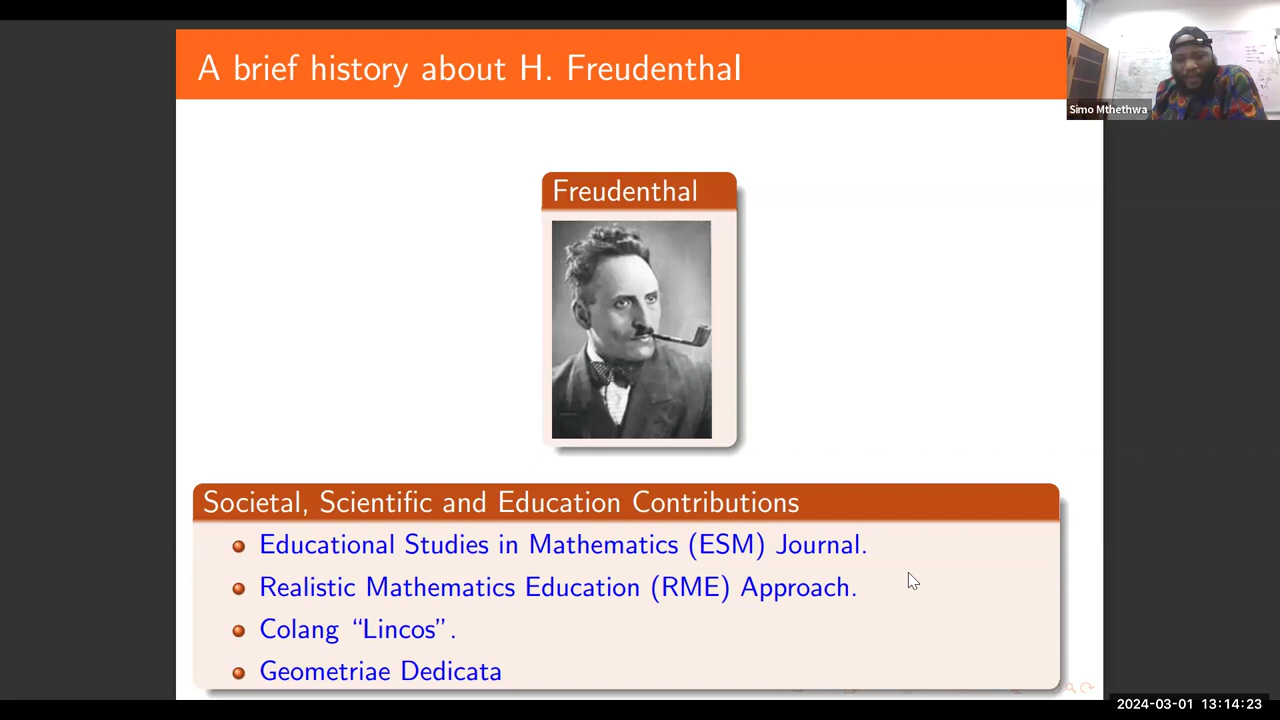 A brief history about H. Freudenthal
Simo Mthethwa
Freudenthal
Societal, Scientific and Education Contributions
Educational Studies in Mathematics (ESM) Journal.
Realistic Mathematics Education (RME) Approach.
Colang “Lincos”.
Geometriae Dedicata
2024-03-01 13:14:23